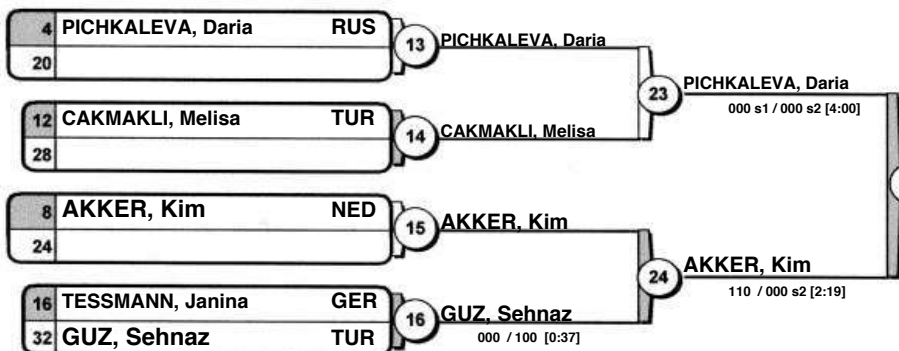 4 PICHKALEVA, Daria RUS
20
13 PICHKALEVA, Daria
12 CAKMAKLI, Melisa TUR
28
14 CAKMAKLI, Melisa
23 PICHKALEVA, Daria
000 s1 / 000 s2 [4:00]
8 AKKER, Kim NED
24
15 AKKER, Kim
16 TESSMANN, Janina GER
32 GUZ, Sehnaz TUR
16 GUZ, Sehnaz
000 / 100 [0:37]
24 AKKER, Kim
110 / 000 s2 [2:19]